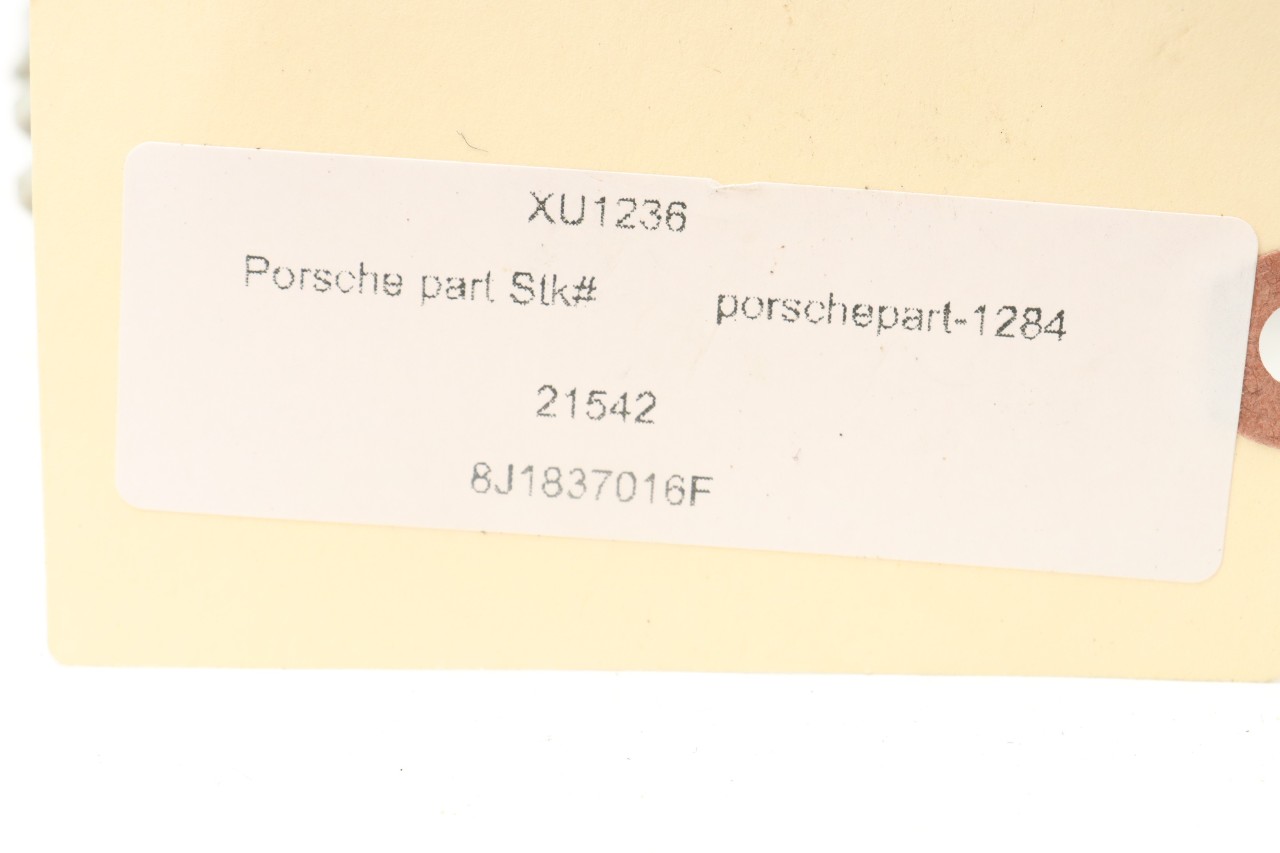 XU1236
Porsche part Stk# porschepart-1284
21542
8J1837016F